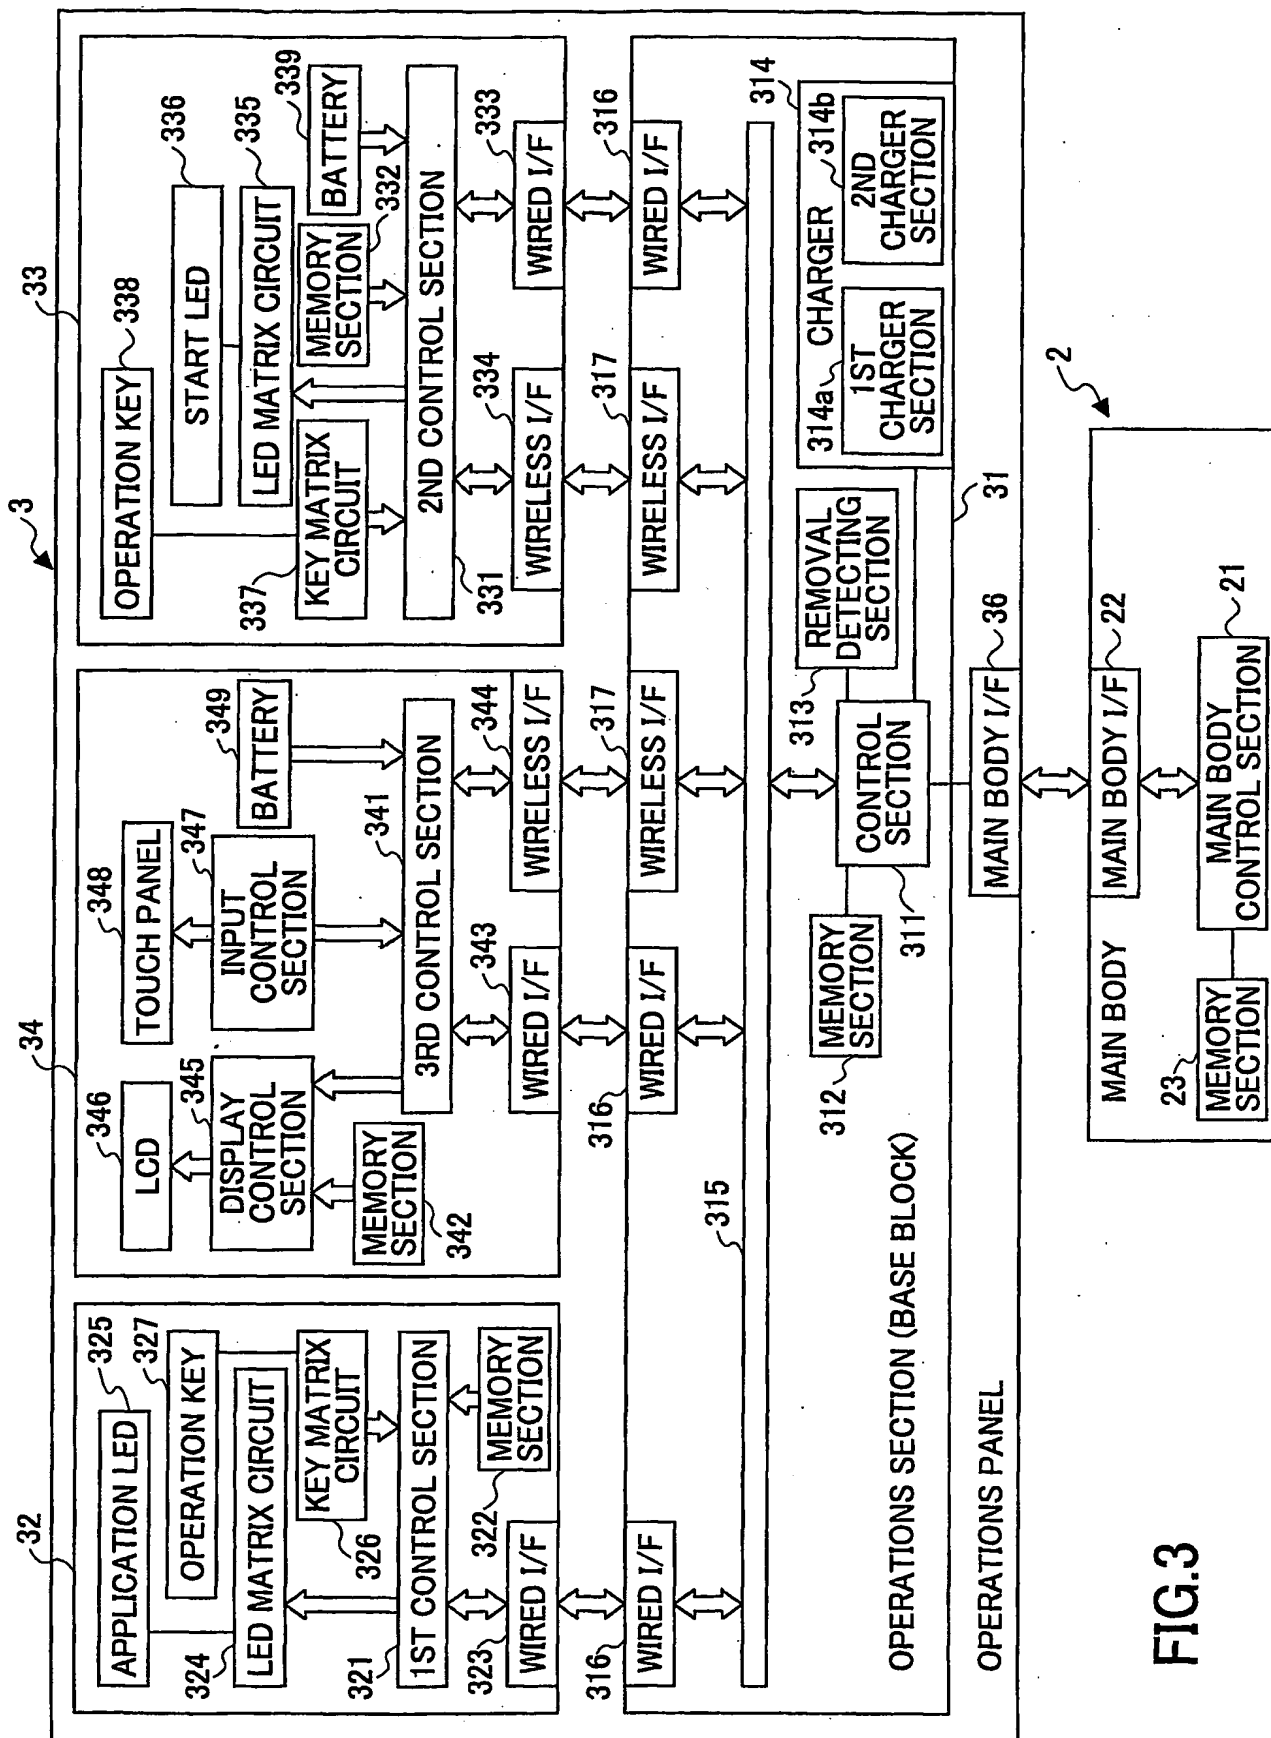 3
32
APPLICATION LED
325
OPERATION KEY
327
LED MATRIX CIRCUIT
324
KEY MATRIX
CIRCUIT
326
1ST CONTROL SECTION
321
MEMORY
SECTION
322
WIRED I/F
323
34
LCD
346
TOUCH PANEL
348
DISPLAY
CONTROL
SECTION
345
INPUT
CONTROL
SECTION
347
BATTERY
349
MEMORY
SECTION
342
3RD CONTROL SECTION
341
WIRED I/F
343
WIRELESS I/F
344
33
OPERATION KEY
338
START LED
336
LED MATRIX CIRCUIT
335
KEY MATRIX
CIRCUIT
337
MEMORY
SECTION
332
BATTERY
339
2ND CONTROL SECTION
331
WIRELESS I/F
334
WIRED I/F
333
316
WIRED I/F
316
WIRED I/F
317
WIRELESS I/F
317
WIRELESS I/F
316
WIRED I/F
315
314
MEMORY
SECTION
312
CONTROL
SECTION
311
REMOVAL
DETECTING
SECTION
313
CHARGER
314a
1ST
CHARGER
SECTION
314b
2ND
CHARGER
SECTION
OPERATIONS SECTION (BASE BLOCK)
31
OPERATIONS PANEL
MAIN BODY I/F
36
2
MAIN BODY
MAIN BODY I/F
22
MEMORY
SECTION
23
MAIN BODY
CONTROL SECTION
21
FIG.3